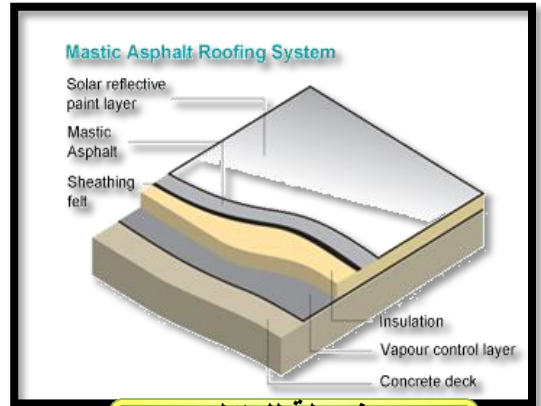 Mastic Asphalt Roofing System
Solar reflective
paint layer
Mastic
Asphalt
Sheathing
felt
Insulation
Vapour control layer
Concrete deck